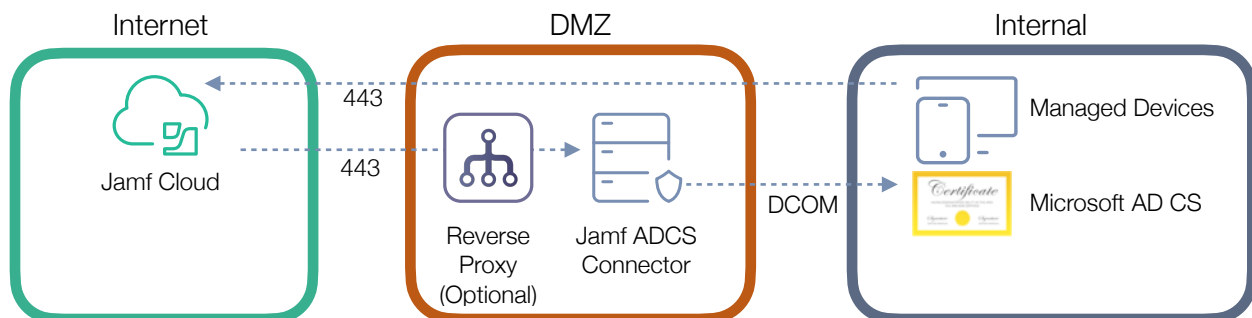 Internet
DMZ
Internal
443
Managed Devices
443
Jamf Cloud
DCOM
Certificate
Microsoft AD CS
Reverse
Proxy
(Optional)
Jamf ADCS
Connector